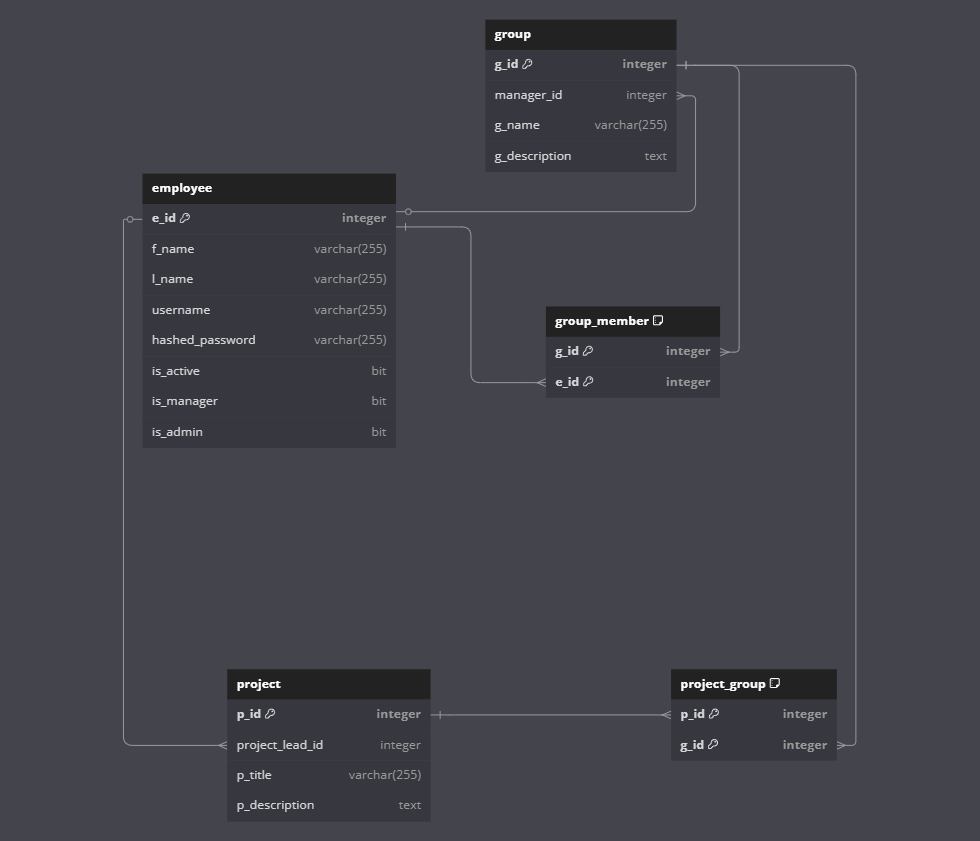 group
g_id integer
manager_id integer
g_name varchar(255)
g_description text
employee
e_id integer
f_name varchar(255)
l_name varchar(255)
username varchar(255)
hashed_password varchar(255)
is_active bit
is_manager bit
is_admin bit
group_member
g_id integer
e_id integer
project
p_id integer
project_lead_id integer
p_title varchar(255)
p_description text
project_group
p_id integer
g_id integer